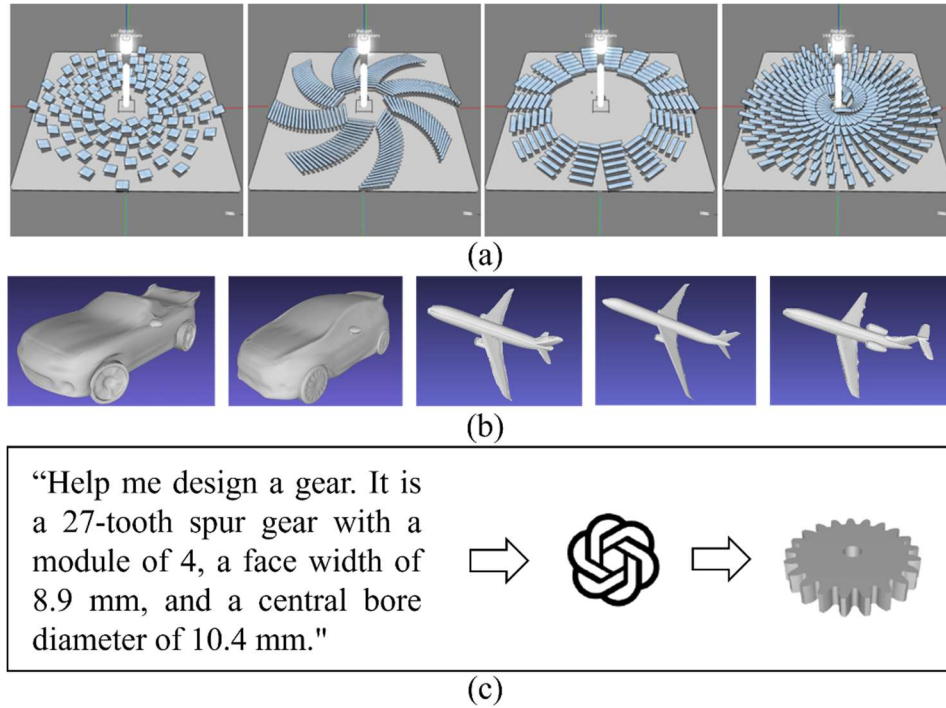 (a)
(b)
“Help me design a gear. It is
a 27-tooth spur gear with a
module of 4, a face width of
8.9 mm, and a central bore
diameter of 10.4 mm."
(c)